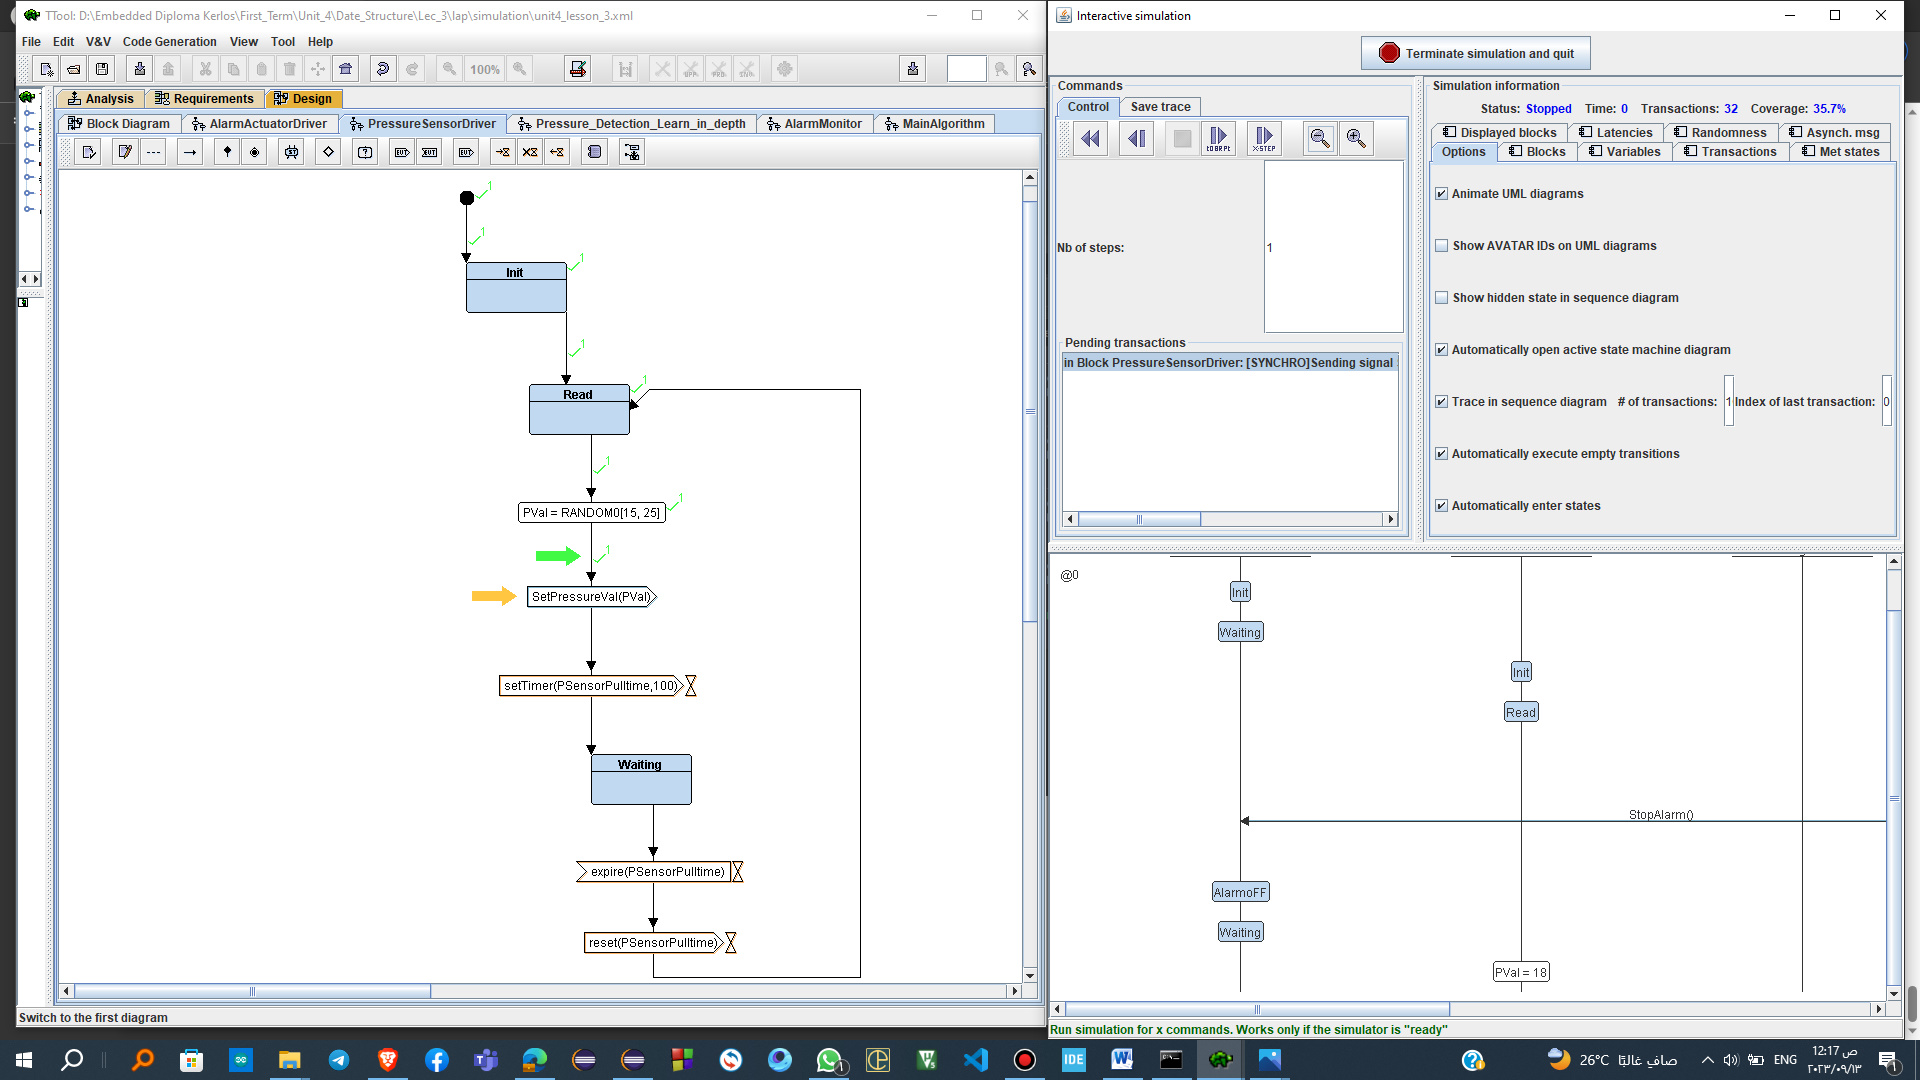 TTool: D:\Embedded Diploma Kerlos\First_Term\Unit_4\Date_Structure\Lec_3\lap\simulation\unit4_lesson_3.xml
File Edit V&V Code Generation View Tool Help
100%
Analysis Requirements Design
Block Diagram AlarmActuatorDriver PressureSensorDriver Pressure_Detection_Learn_in_depth AlarmMonitor MainAlgorithm
1
1
Init
1
1
Read
1
1
PVal = RANDOM0[15, 25]
1
1
SetPressureVal(PVal)
setTimer(PSensorPulltime,100)
Waiting
expire(PSensorPulltime)
reset(PSensorPulltime)
Switch to the first diagram
Interactive simulation
Terminate simulation and quit
Commands
Control Save trace
Nb of steps:
1
Pending transactions
in Block PressureSensorDriver: [SYNCHRO]Sending signal
Simulation information
Status: Stopped Time: 0 Transactions: 32 Coverage: 35.7%
Displayed blocks Latencies Randomness Asynch. msg
Options Blocks Variables Transactions Met states
Animate UML diagrams
Show AVATAR IDs on UML diagrams
Show hidden state in sequence diagram
Automatically open active state machine diagram
Trace in sequence diagram # of transactions: 1 Index of last transaction: 0
Automatically execute empty transitions
Automatically enter states
@0
Init
Waiting
Init
Read
StopAlarm()
AlarmoFF
Waiting
PVal = 18
Run simulation for x commands. Works only if the simulator is "ready"
26°C صافٍ غالبًا
ENG
12:17 ص
٢٠٢٣/٠٩/١٣